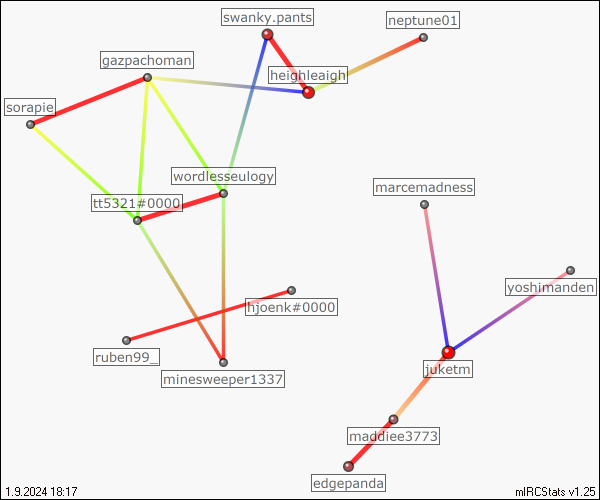 swanky.pants
neptune01
gazpachoman
heighleaigh
sorapie
wordlesseulogy
marcemadness
tt5321#0000
yoshimanden
hjoenk#0000
ruben99_
juketm
minesweeper1337
maddiee3773
edgepanda
1.9.2024 18:17
mIRCStats v1.25